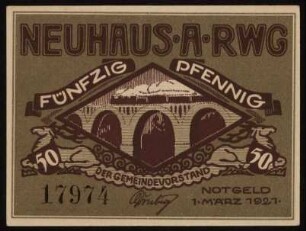 NEUHAUS·A·RWG
FÜNFZIG PFENNIG
50 50
DER GEMEINDEVORSTAND
17974
NOTGELD
1·MÄRZ 1921·